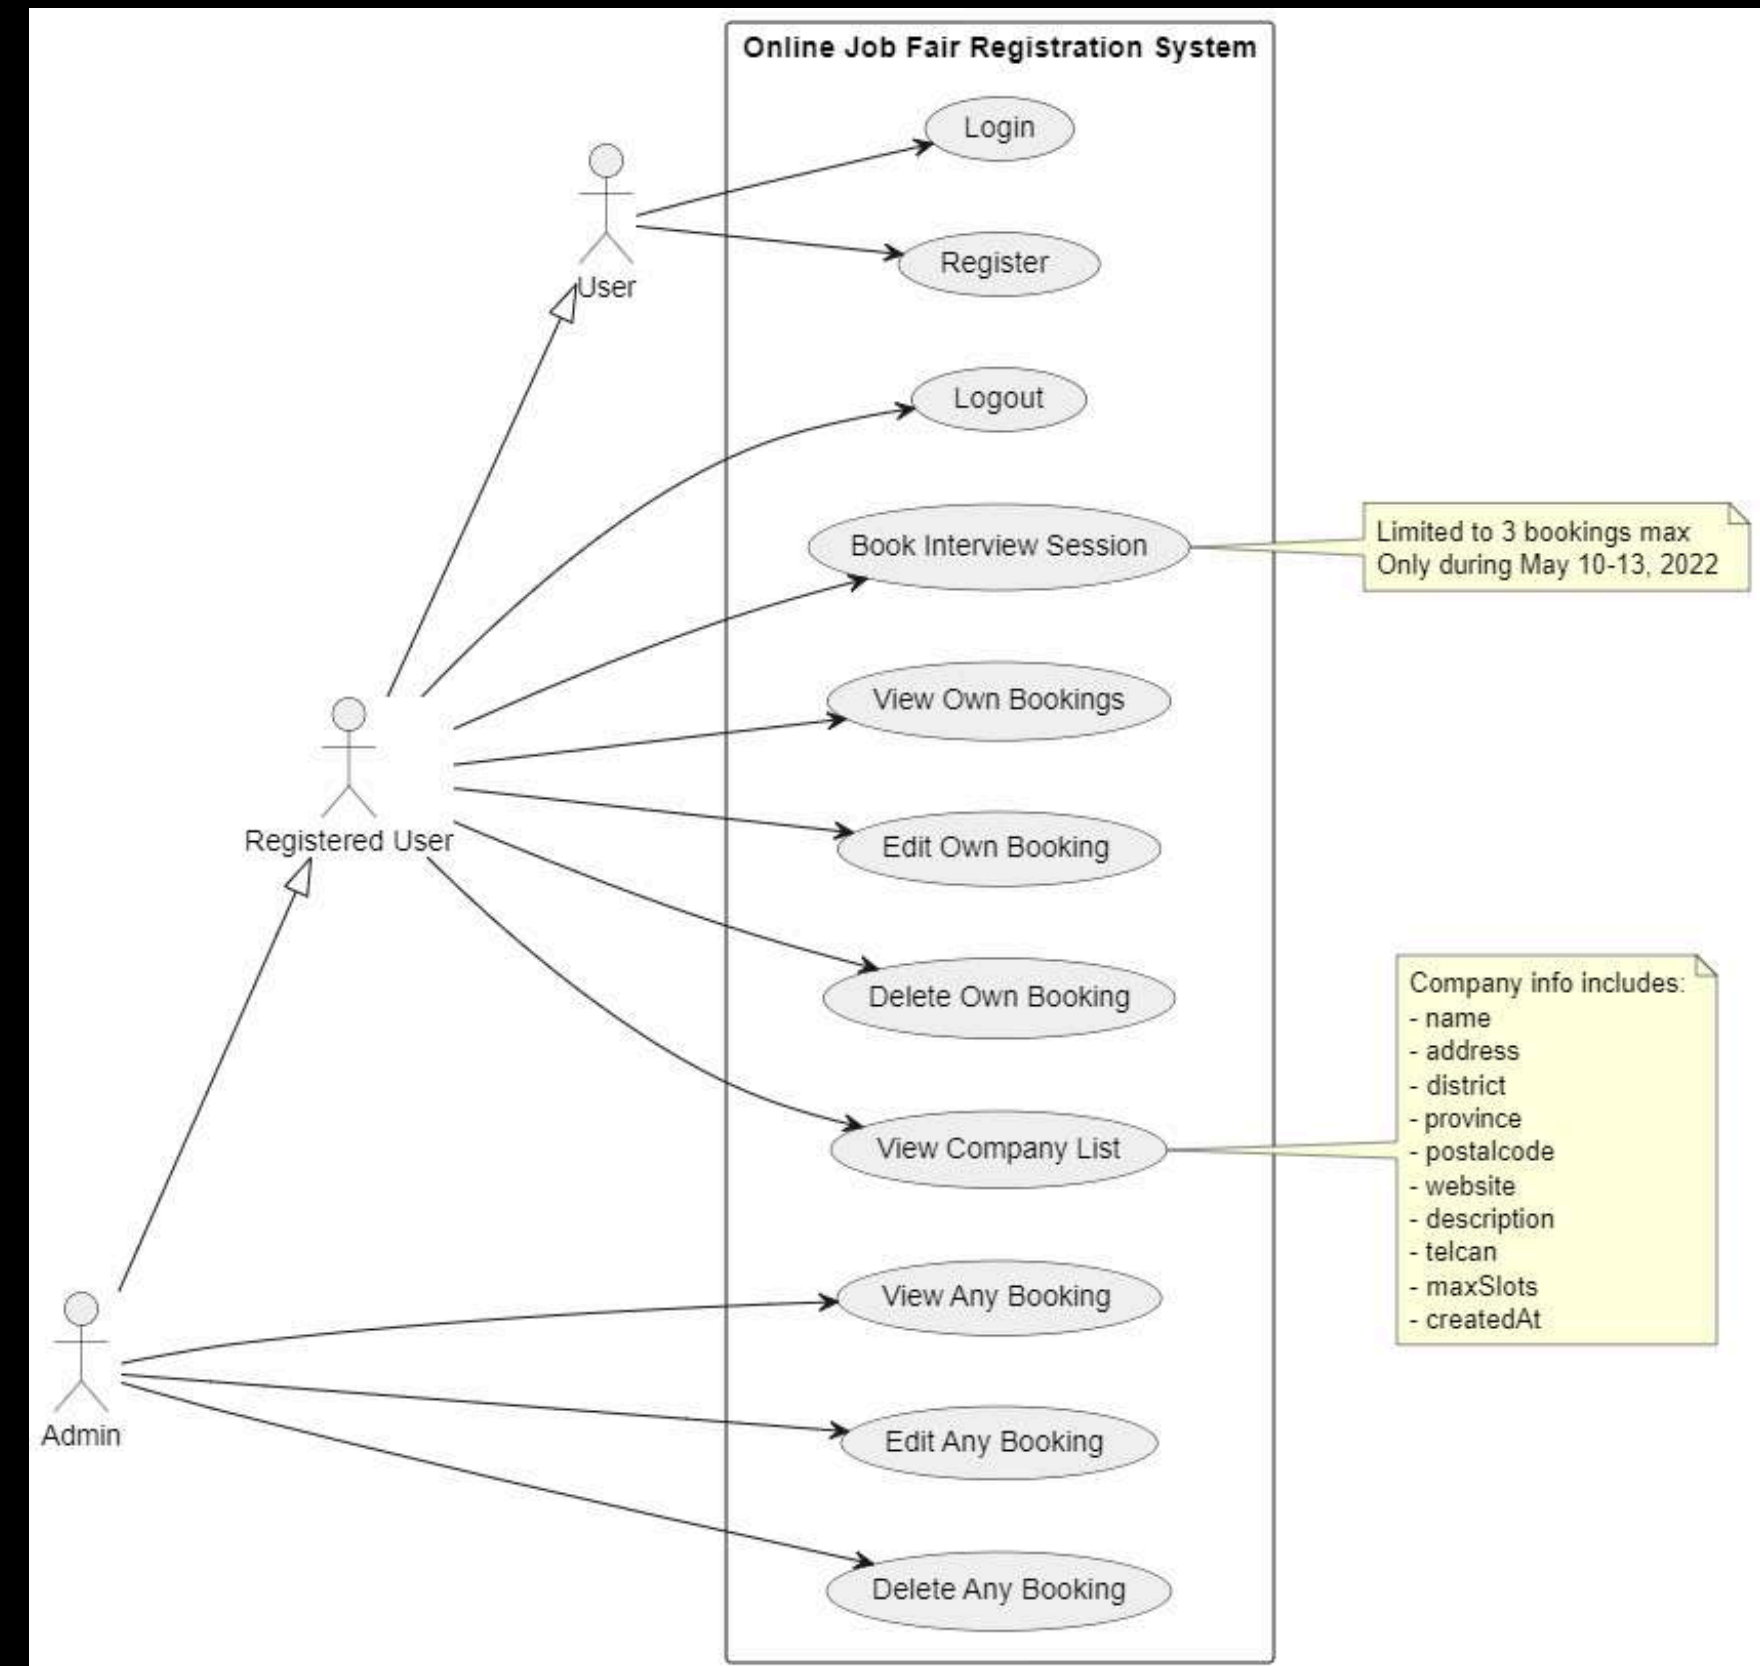 Online Job Fair Registration System
Login
User
Register
Logout
Book Interview Session
Limited to 3 bookings max
Only during May 10-13, 2022
View Own Bookings
Registered User
Edit Own Booking
Delete Own Booking
View Company List
Company info includes:
- name
- address
- district
- province
- postalcode
- website
- description
- telcan
- maxSlots
- createdAt
View Any Booking
Admin
Edit Any Booking
Delete Any Booking